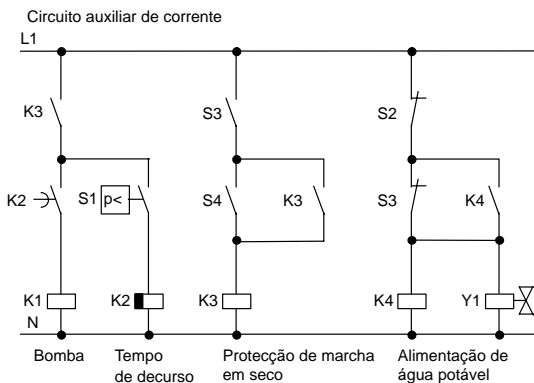 Circuito auxiliar de corrente
L1
K3
S3
S2
K2
S1
p<
S4
K3
S3
K4
K1
K2
K3
K4
Y1
N
Bomba
Tempo
de decurso
Protecção de marcha
em seco
Alimentação de
água potável